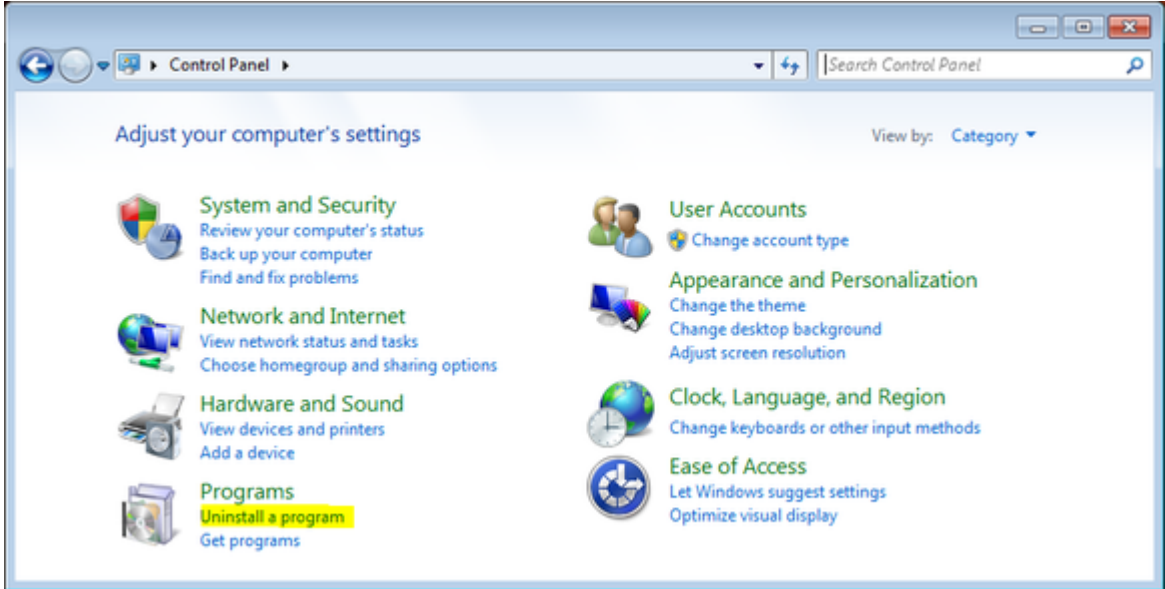 Control Panel
Search Control Panel
Adjust your computer's settings
View by: Category
System and Security
Review your computer's status
Back up your computer
Find and fix problems
Network and Internet
View network status and tasks
Choose homegroup and sharing options
Hardware and Sound
View devices and printers
Add a device
Programs
Uninstall a program
Get programs
User Accounts
Change account type
Appearance and Personalization
Change the theme
Change desktop background
Adjust screen resolution
Clock, Language, and Region
Change keyboards or other input methods
Ease of Access
Let Windows suggest settings
Optimize visual display